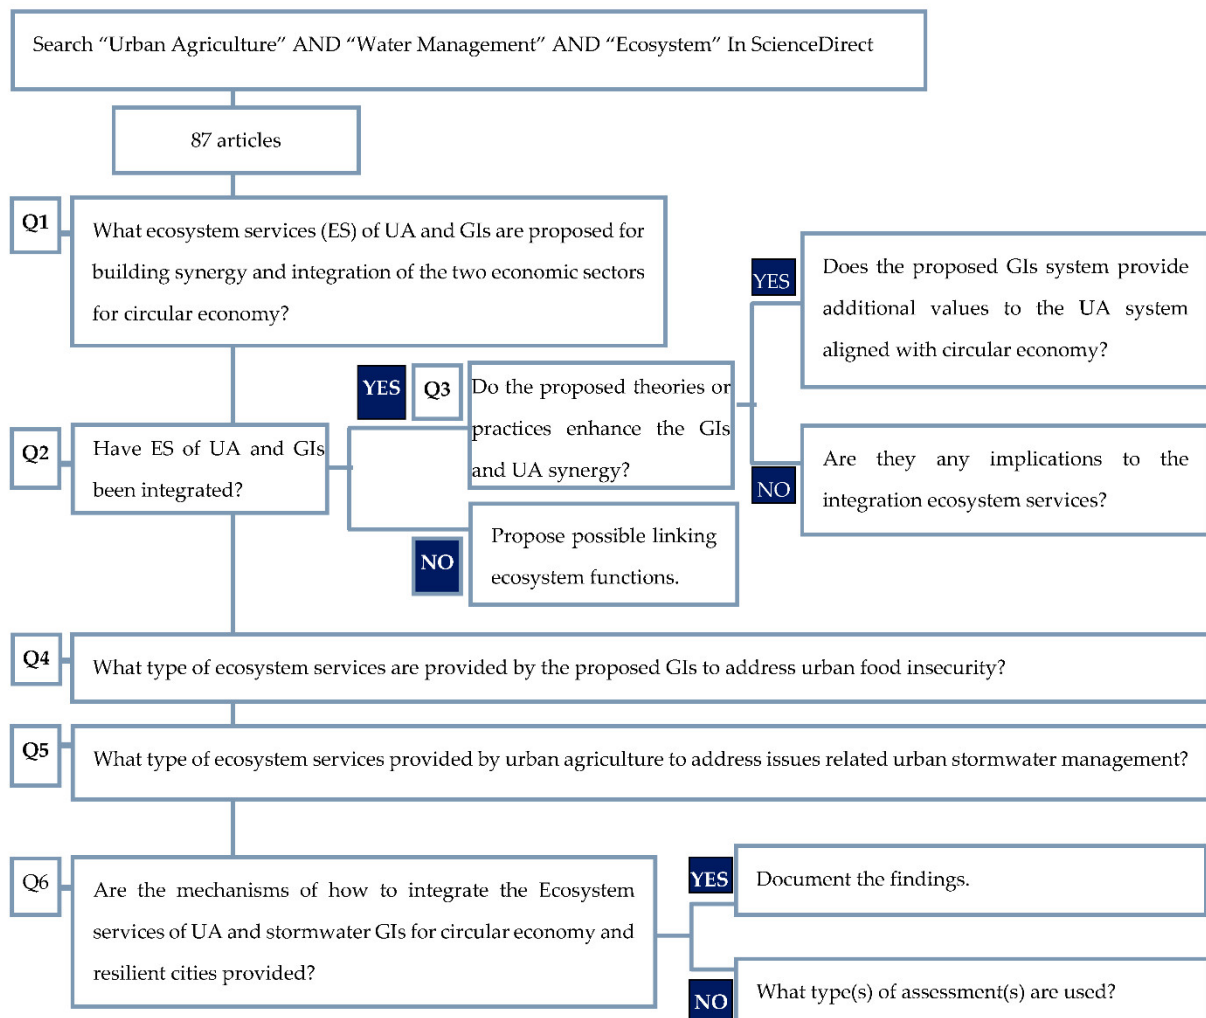 Search “Urban Agriculture” AND “Water Management” AND “Ecosystem” In ScienceDirect
87 articles
Q1
What ecosystem services (ES) of UA and GIs are proposed for
building synergy and integration of the two economic sectors
for circular economy?
Q2
Have ES of UA and GIs
been integrated?
YES
Q3
Do the proposed theories or
practices enhance the GIs
and UA synergy?
YES
Does the proposed GIs system provide
additional values to the UA system
aligned with circular economy?
NO
Are they any implications to the
integration ecosystem services?
NO
Propose possible linking
ecosystem functions.
Q4
What type of ecosystem services are provided by the proposed GIs to address urban food insecurity?
Q5
What type of ecosystem services provided by urban agriculture to address issues related urban stormwater management?
Q6
Are the mechanisms of how to integrate the Ecosystem
services of UA and stormwater GIs for circular economy and
resilient cities provided?
YES
Document the findings.
NO
What type(s) of assessment(s) are used?